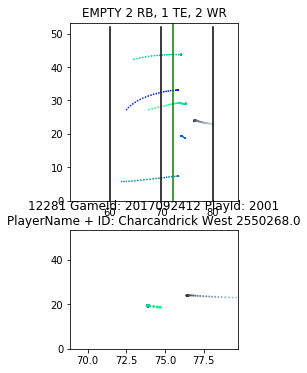 EMPTY 2 RB, 1 TE, 2 WR
50
40
30
20
10
0
60 70 80
12281 GameId: 2017092412 PlayId: 2001
PlayerName + ID: Charcandrick West 2550268.0
40
20
0
70.0 72.5 75.0 77.5